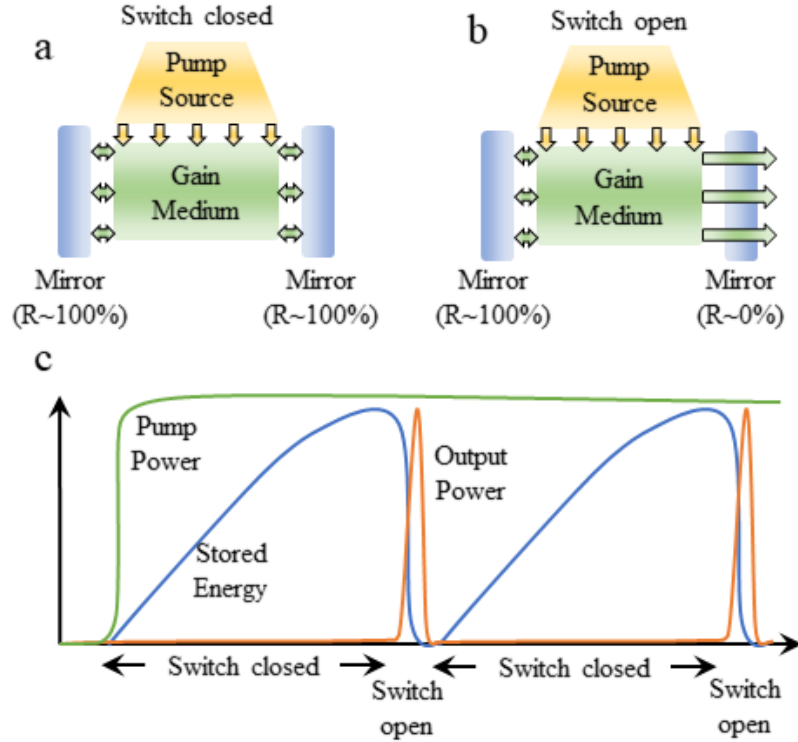 a
Switch closed
Pump
Source
Gain
Medium
Mirror
(R~100%)
Mirror
(R~100%)
b
Switch open
Pump
Source
Gain
Medium
Mirror
(R~100%)
Mirror
(R~0%)
c
Pump
Power
Stored
Energy
Output
Power
Switch closed
Switch
open
Switch closed
Switch
open